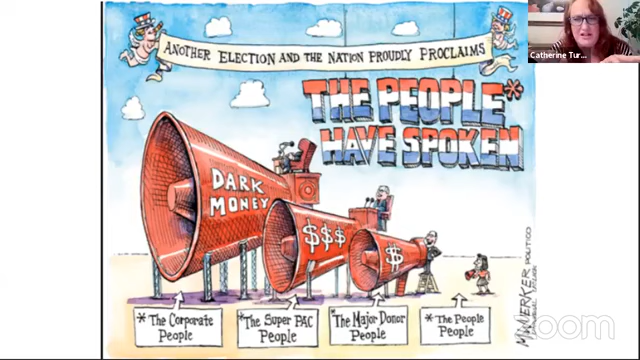 ANOTHER ELECTION AND THE NATION PROUDLY PROCLAIMS
THE PEOPLE*
HAVE SPOKEN
DARK
MONEY
$$$
$
* The Corporate
People
*The Super PAC
People
*The Major Donor
People
* The People
People
POLITICO
Catherine Tur...
zoom